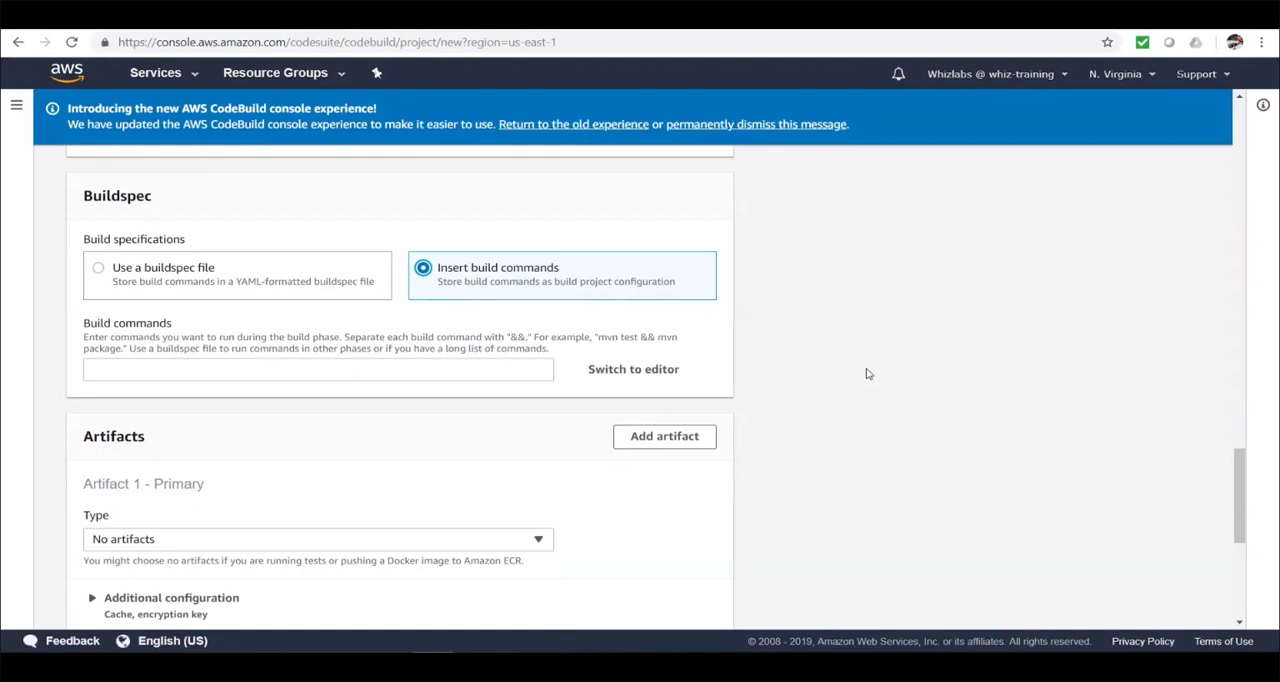 https://console.aws.amazon.com/codesuite/codebuild/project/new?region=us-east-1
aws
Services
Resource Groups
Whizlabs @ whiz-training
N. Virginia
Support
Introducing the new AWS CodeBuild console experience!
We have updated the AWS CodeBuild console experience to make it easier to use. Return to the old experience or permanently dismiss this message.
Buildspec
Build specifications
Use a buildspec file
Store build commands in a YAML-formatted buildspec file
Insert build commands
Store build commands as build project configuration
Build commands
Enter commands you want to run during the build phase. Separate each build command with "&&." For example, "mvn test && mvn
package." Use a buildspec file to run commands in other phases or if you have a long list of commands.
Switch to editor
Artifacts
Add artifact
Artifact 1 - Primary
Type
No artifacts
You might choose no artifacts if you are running tests or pushing a Docker image to Amazon ECR.
Additional configuration
Cache, encryption key
Feedback
English (US)
© 2008 - 2019, Amazon Web Services, Inc. or its affiliates. All rights reserved.
Privacy Policy
Terms of Use